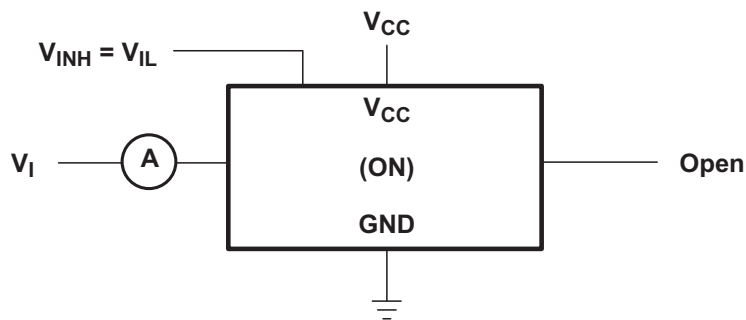 V_CC
V_INH = V_IL
V_CC
V_I
A
(ON)
Open
GND